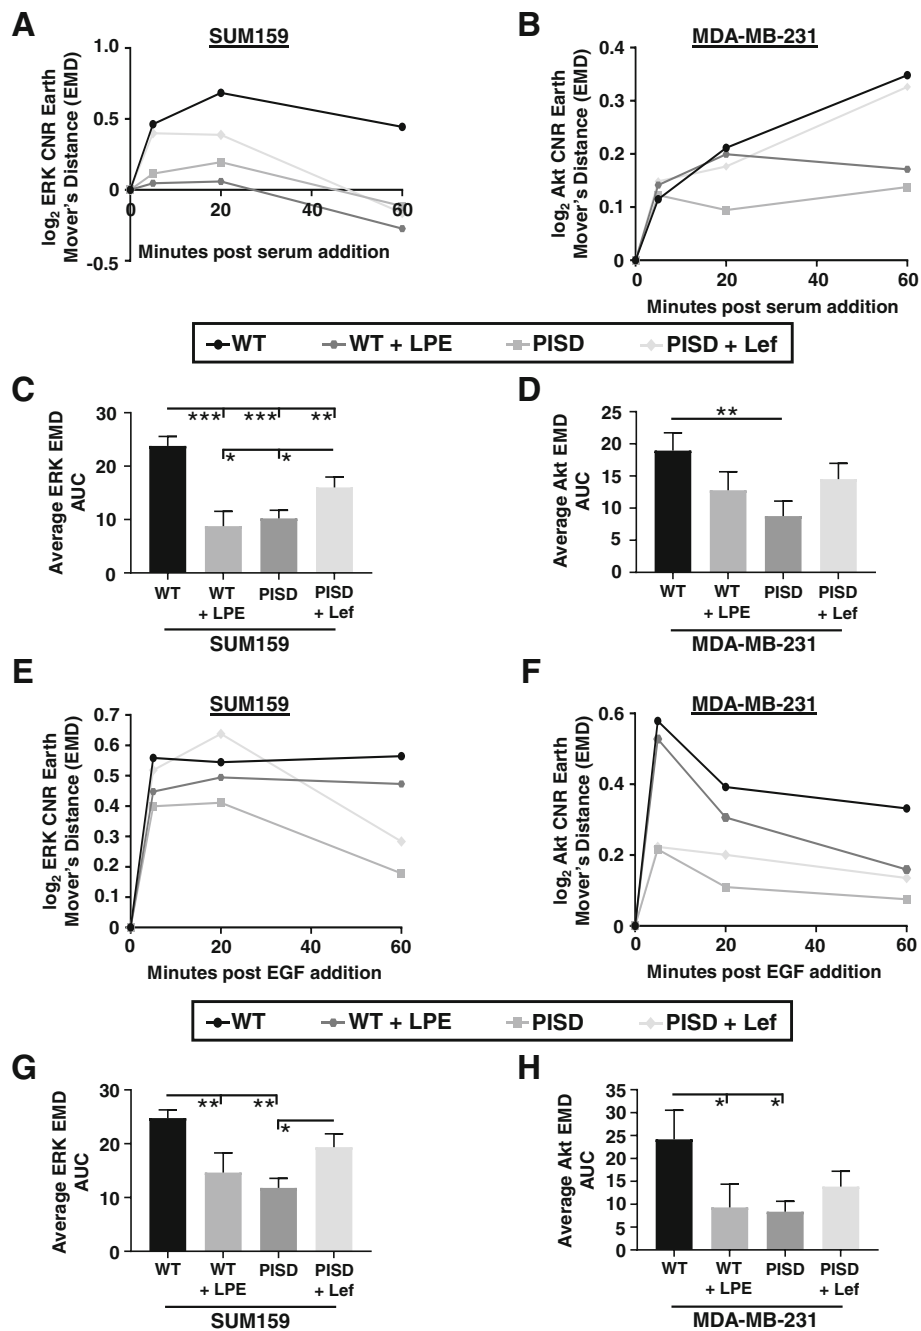 A
SUM159
log2 ERK CNR Earth
Mover's Distance (EMD)
1.0
0.5
0
-0.5
0 20 40 60
Minutes post serum addition
B
MDA-MB-231
log2 Akt CNR Earth
Mover's Distance (EMD)
0.4
0.3
0.2
0.1
0
0 20 40 60
Minutes post serum addition
WT WT + LPE PISD PISD + Lef
C
Average ERK EMD
AUC
30
20
10
0
*** *** **
* *
WT WT + LPE PISD PISD + Lef
SUM159
D
Average Akt EMD
AUC
25
20
15
10
5
0
**
WT WT + LPE PISD PISD + Lef
MDA-MB-231
E
SUM159
log2 ERK CNR Earth
Mover's Distance (EMD)
0.7
0.6
0.5
0.4
0.3
0.2
0.1
0
0 20 40 60
Minutes post EGF addition
F
MDA-MB-231
log2 Akt CNR Earth
Mover's Distance (EMD)
0.6
0.4
0.2
0
0 20 40 60
Minutes post EGF addition
WT WT + LPE PISD PISD + Lef
G
Average ERK EMD
AUC
30
20
10
0
** **
*
WT WT + LPE PISD PISD + Lef
SUM159
H
Average Akt EMD
AUC
35
30
25
20
15
10
5
0
* *
WT WT + LPE PISD PISD + Lef
MDA-MB-231